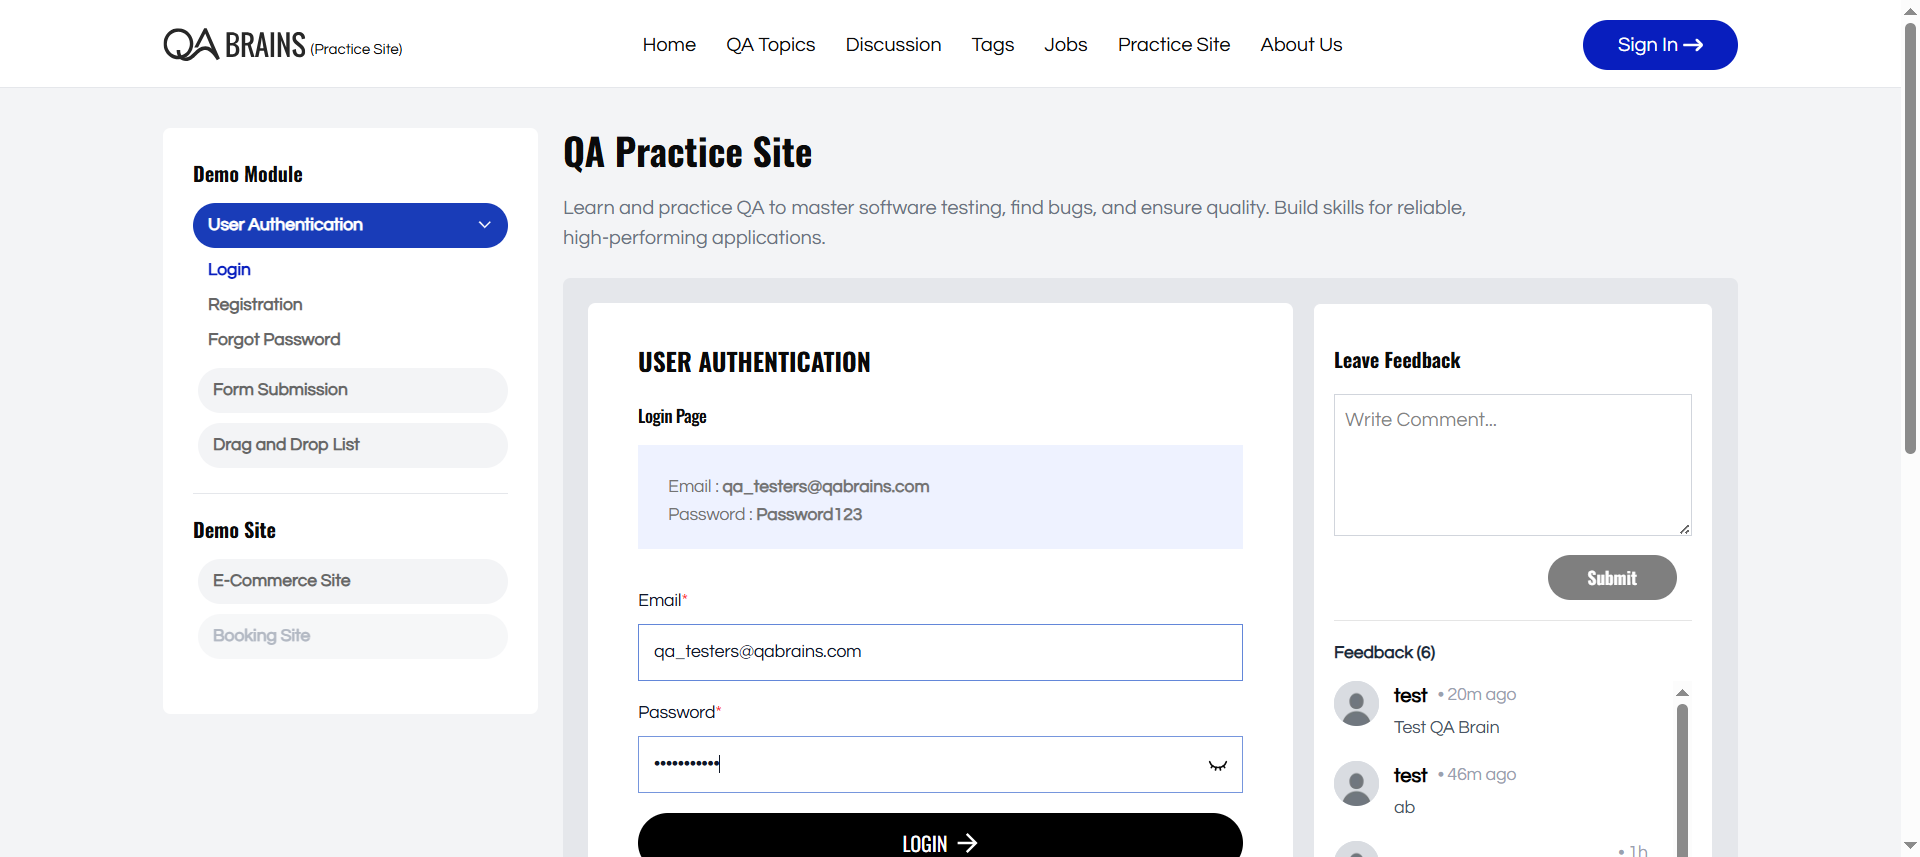 QA BRAINS (Practice Site)
Home QA Topics Discussion Tags Jobs Practice Site About Us
Sign In
Demo Module
User Authentication
Login
Registration
Forgot Password
Form Submission
Drag and Drop List
Demo Site
E-Commerce Site
Booking Site
QA Practice Site
Learn and practice QA to master software testing, find bugs, and ensure quality. Build skills for reliable,
high-performing applications.
USER AUTHENTICATION
Login Page
Email : qa_testers@qabrains.com
Password : Password123
Email*
qa_testers@qabrains.com
Password*
•••••••••••
LOGIN
Leave Feedback
Write Comment...
Submit
Feedback (6)
test • 20m ago
Test QA Brain
test • 46m ago
ab
• 1h